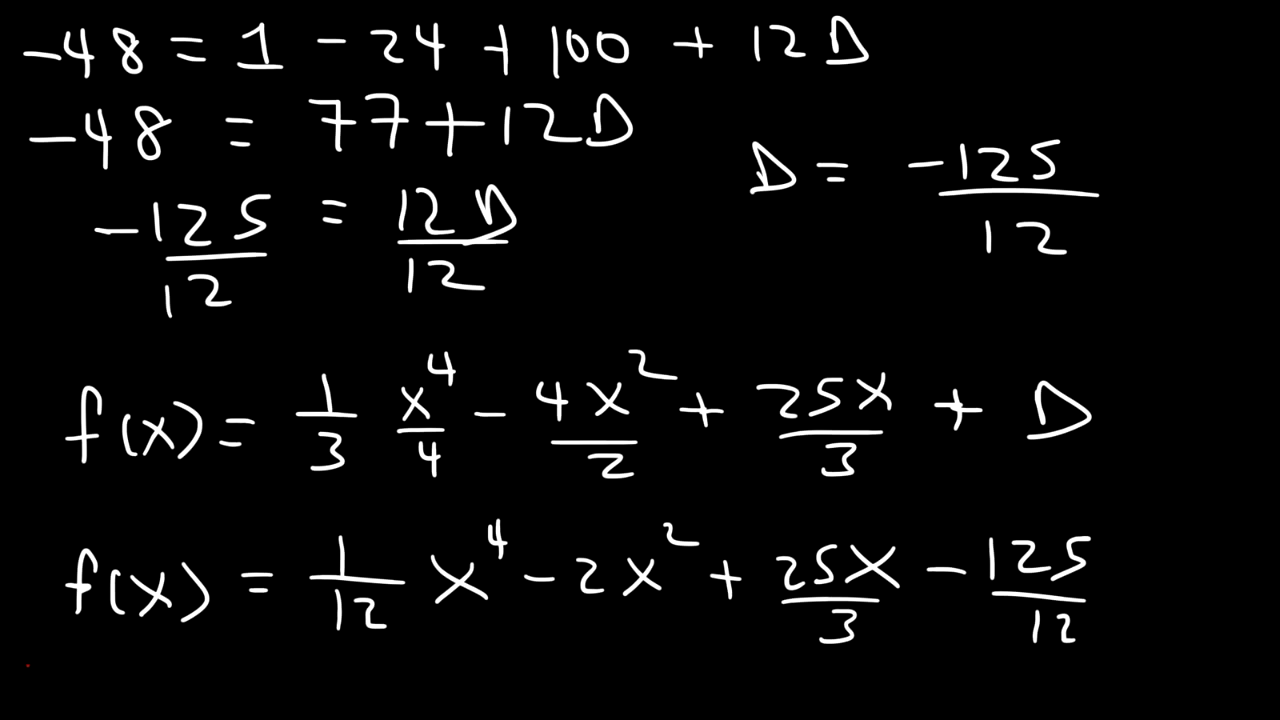 -48 = 1 - 24 + 100 + 12D
-48 = 77 + 12D
D = -125/12
-125/12 = 12D/12
f(x) = 1/3 x⁴/4 - 4x²/2 + 25x/3 + D
f(x) = 1/12 x⁴ - 2x² + 25x/3 - 125/12